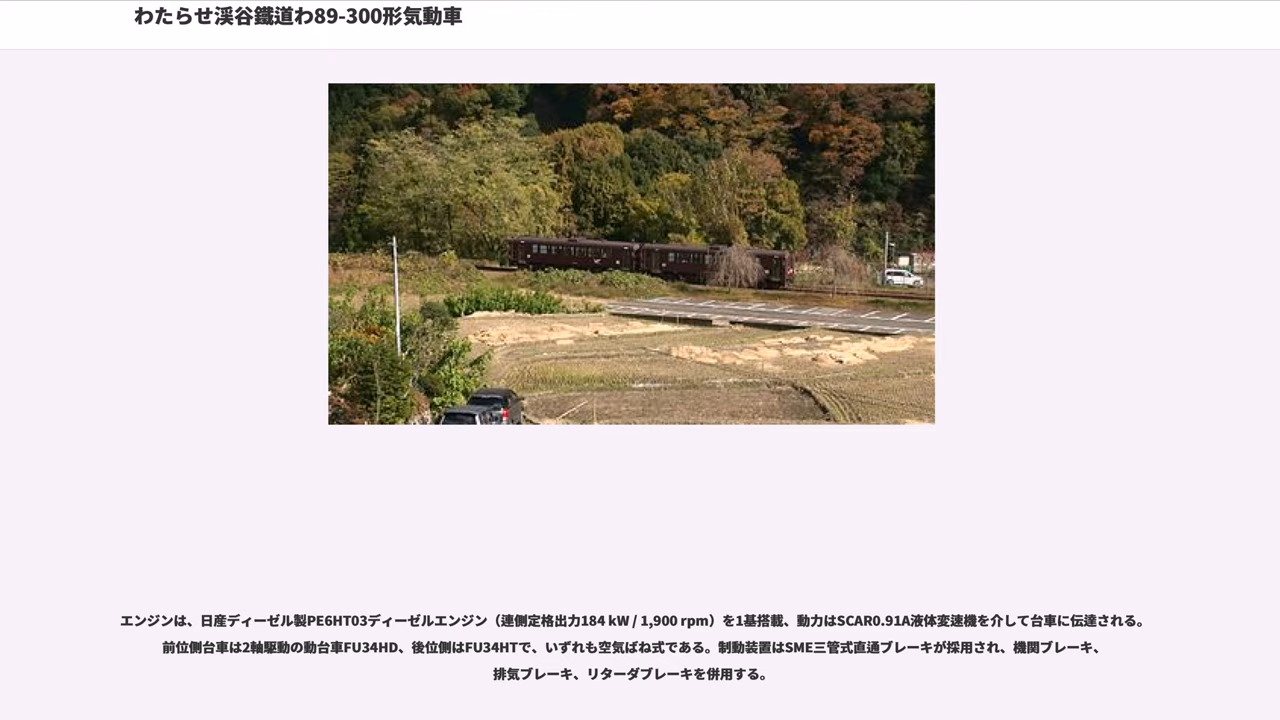 わたらせ渓谷鐵道わ89-300形気動車
エンジンは、日産ディーゼル製PE6HT03ディーゼルエンジン（連側定格出力184 kW / 1,900 rpm）を1基搭載、動力はSCAR0.91A液体変速機を介して台車に伝達される。
前位側台車は2軸駆動の動台車FU34HD、後位側はFU34HTで、いずれも空気ばね式である。制動装置はSME三管式直通ブレーキが採用され、機関ブレーキ、
排気ブレーキ、リターダブレーキを併用する。